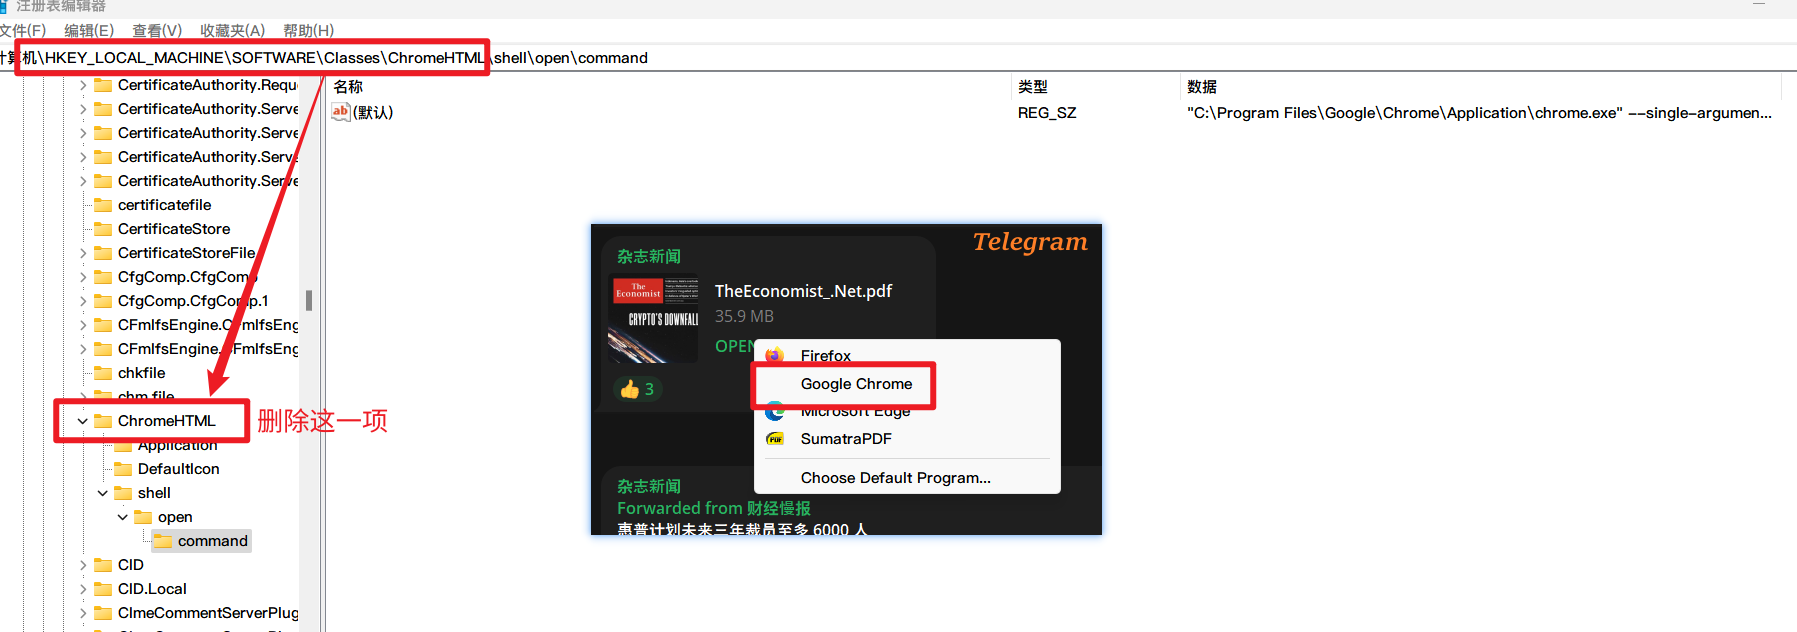 注册表编辑器
文件(F) 编辑(E) 查看(V) 收藏夹(A) 帮助(H)
计算机\HKEY_LOCAL_MACHINE\SOFTWARE\Classes\ChromeHTML\shell\open\command
CertificateAuthority.Reque
CertificateAuthority.Serve
CertificateAuthority.Serve
CertificateAuthority.Serve
CertificateAuthority.Serve
certificatefile
CertificateStore
CertificateStoreFile
CfgComp.CfgComp
CfgComp.CfgComp.1
CFmIfsEngine.CFmIfsEng
CFmIfsEngine.CFmIfsEng
chkfile
chm.file
ChromeHTML
删除这一项
Application
DefaultIcon
shell
open
command
CID
CID.Local
CImeCommentServerPlug
名称 类型 数据
ab (默认) REG_SZ "C:\Program Files\Google\Chrome\Application\chrome.exe" --single-argumen...
Telegram
杂志新闻
The
Economist
CRYPTO'S DOWNFALL
TheEconomist_.Net.pdf
35.9 MB
OPEN
3
Firefox
Google Chrome
Microsoft Edge
PDF
SumatraPDF
Choose Default Program...
杂志新闻
Forwarded from 财经慢报
惠普计划未来三年裁员至多 6000 人